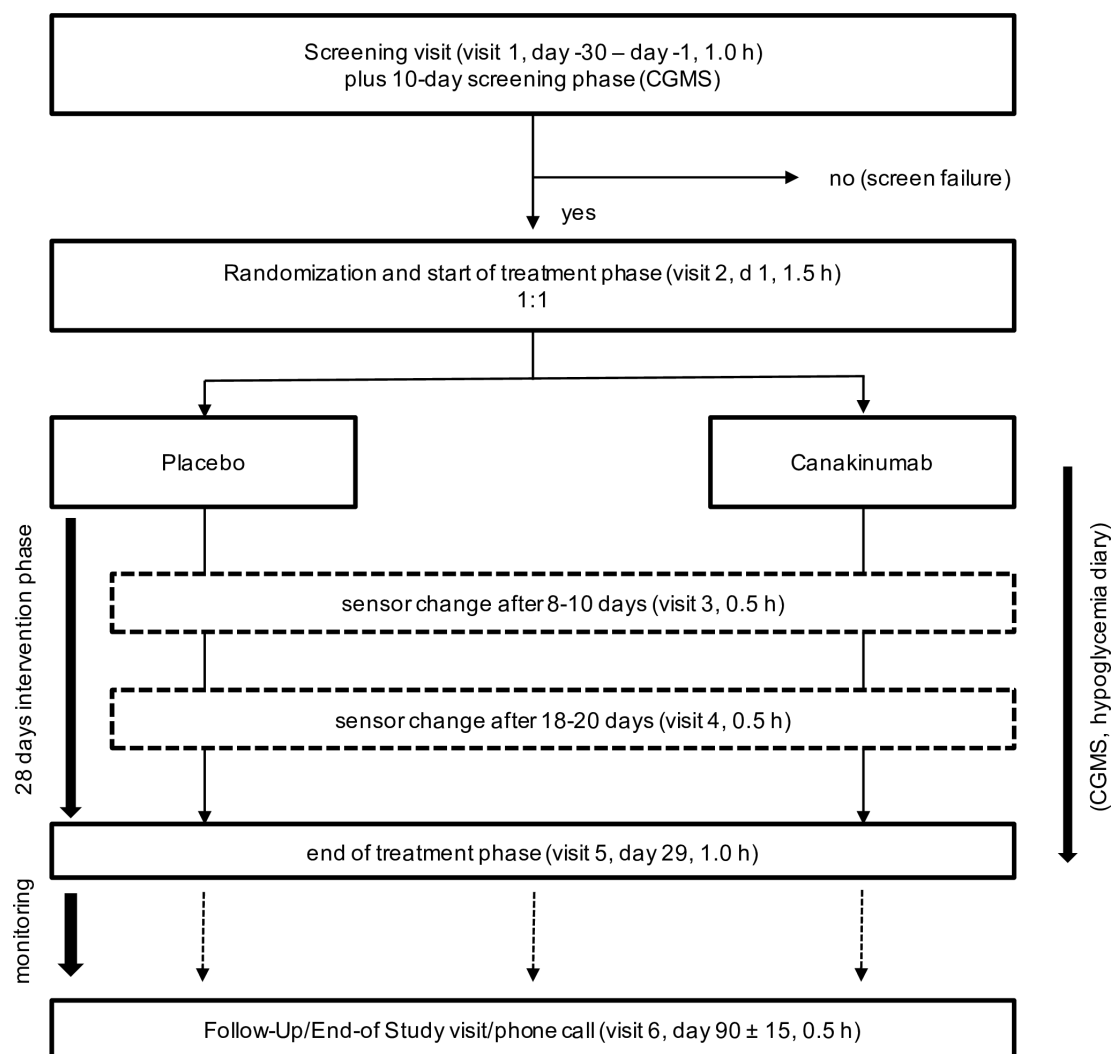 Screening visit (visit 1, day -30 – day -1, 1.0 h)
plus 10-day screening phase (CGMS)
no (screen failure)
yes
Randomization and start of treatment phase (visit 2, d 1, 1.5 h)
1:1
Placebo
Canakinumab
28 days intervention phase
(CGMS, hypoglycemia diary)
sensor change after 8-10 days (visit 3, 0.5 h)
sensor change after 18-20 days (visit 4, 0.5 h)
end of treatment phase (visit 5, day 29, 1.0 h)
monitoring
Follow-Up/End-of Study visit/phone call (visit 6, day 90 ± 15, 0.5 h)